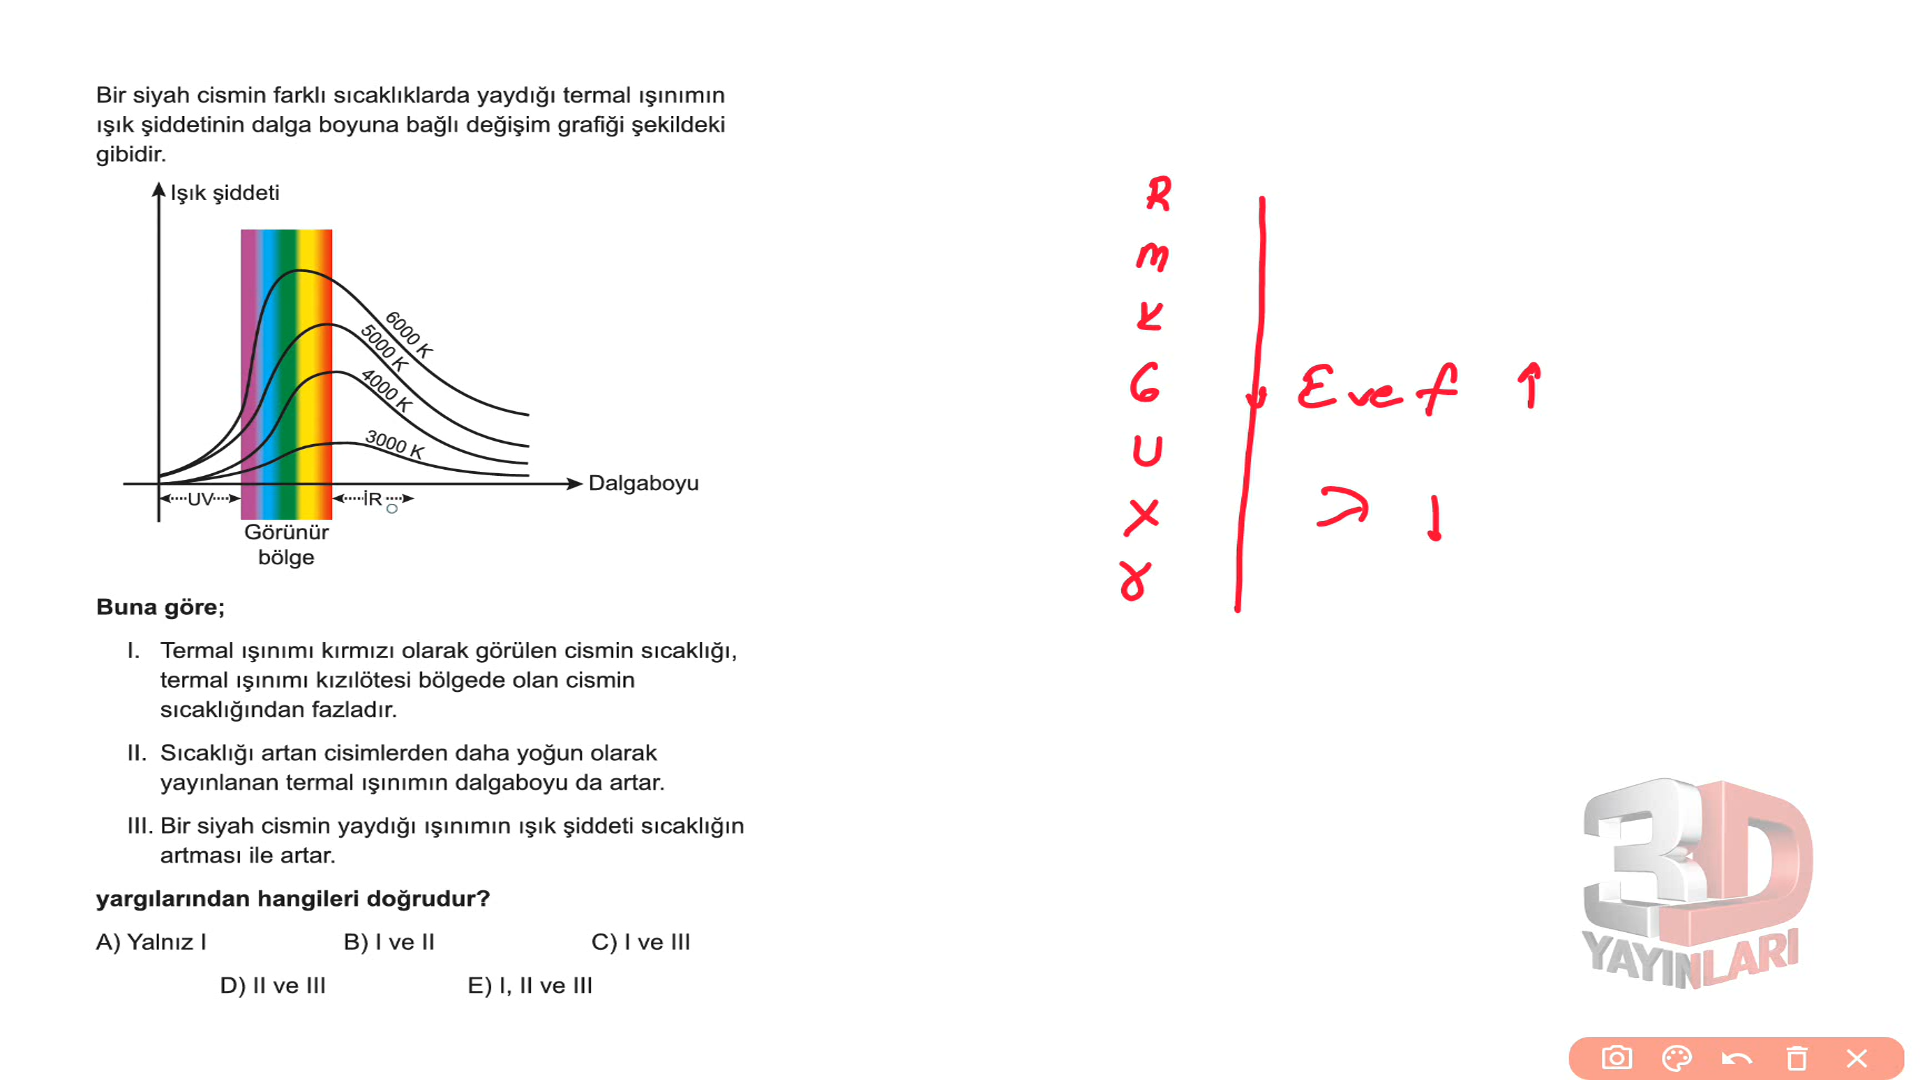 Bir siyah cismin farklı sıcaklıklarda yaydığı termal ışınımın
ışık şiddetinin dalga boyuna bağlı değişim grafiği şekildeki
gibidir.
Işık şiddeti
6000 K
5000 K
4000 K
3000 K
Dalgaboyu
UV
İR
Görünür
bölge
Buna göre;
I. Termal ışınımı kırmızı olarak görülen cismin sıcaklığı,
termal ışınımı kızılötesi bölgede olan cismin
sıcaklığından fazladır.
II. Sıcaklığı artan cisimlerden daha yoğun olarak
yayınlanan termal ışınımın dalgaboyu da artar.
III. Bir siyah cismin yaydığı ışınımın ışık şiddeti sıcaklığın
artması ile artar.
yargılarından hangileri doğrudur?
A) Yalnız I B) I ve II C) I ve III
D) II ve III E) I, II ve III
R
M
K
G
U
X
γ
E ve f ↑
λ ↓
3D
YAYINLARI